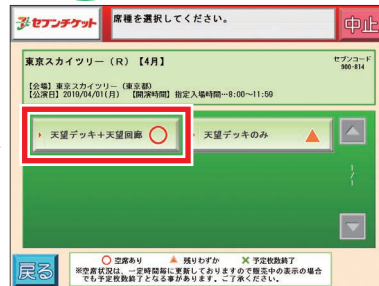 セブンチケット
席種を選択してください。
中止
東京スカイツリー（R）【4月】
セブンコード
900-814
【会場】東京スカイツリー（東京都）
【公演日】2019/04/01(月) 【開演時間】指定入場時間…8:00～11:59
天望デッキ+天望回廊 ○
天望デッキのみ ▲
1
/
1
戻る
○ 空席あり ▲ 残りわずか ✕ 予定枚数終了
※空席状況は、一定時間毎に更新しておりますので販売中の表示の場合
でも予定枚数終了となる事があります。ご了承ください。